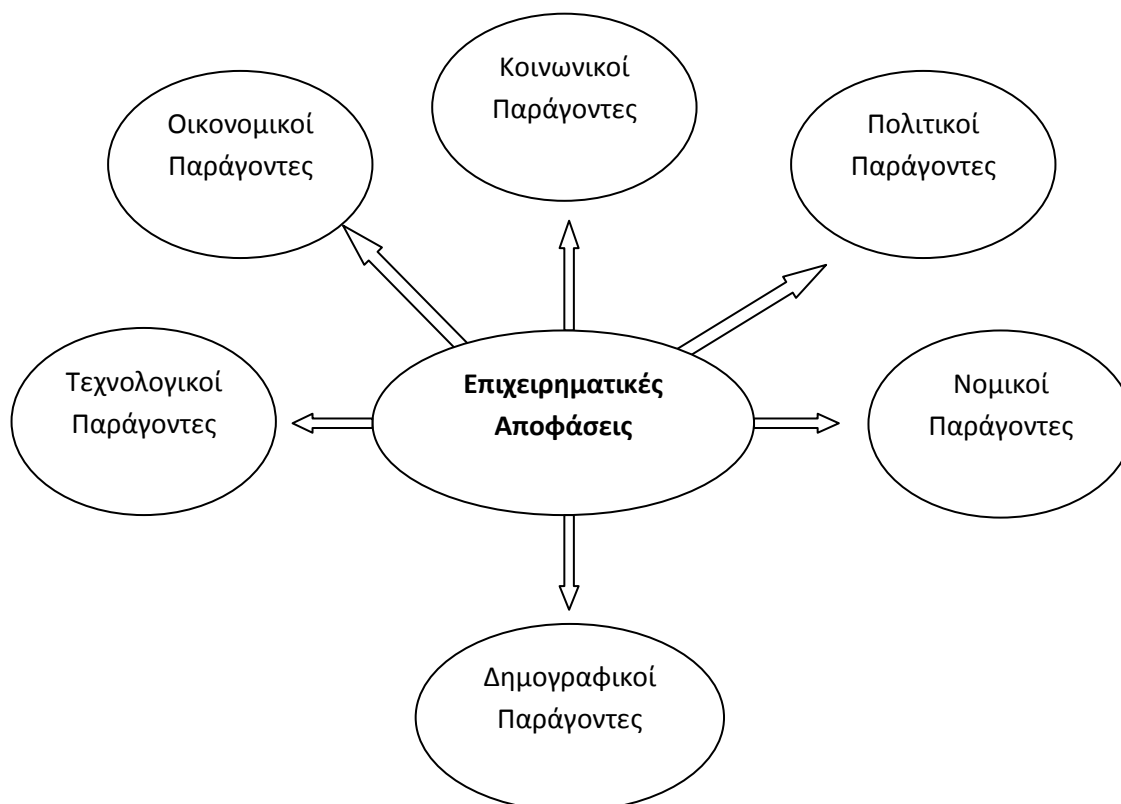 Κοινωνικοί
Παράγοντες
Οικονομικοί
Παράγοντες
Πολιτικοί
Παράγοντες
Τεχνολογικοί
Παράγοντες
Επιχειρηματικές
Αποφάσεις
Νομικοί
Παράγοντες
Δημογραφικοί
Παράγοντες